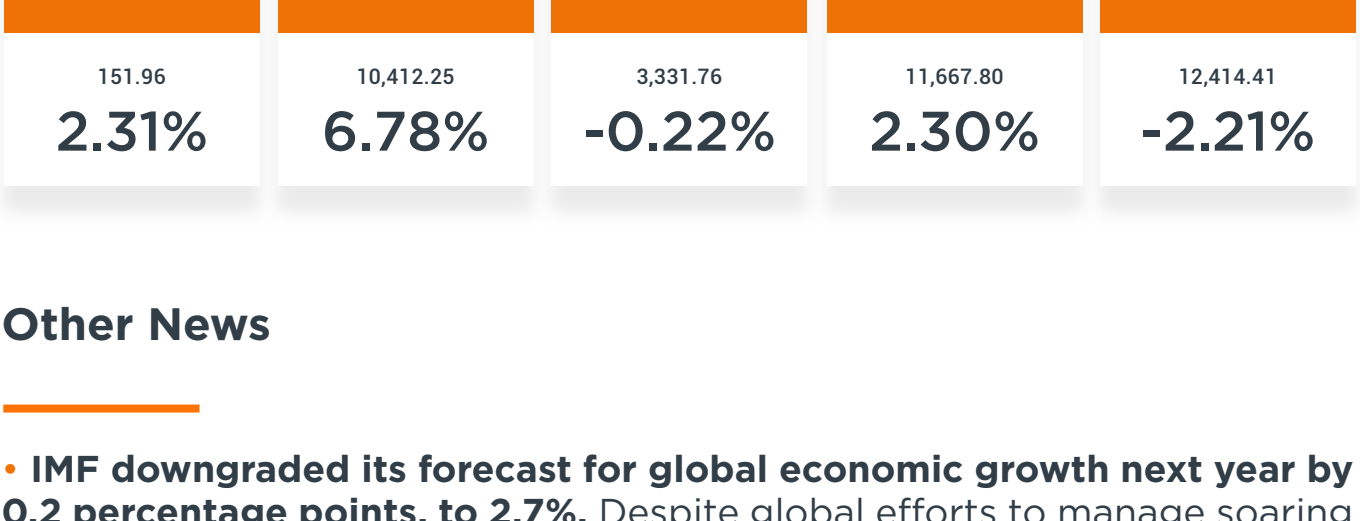 151.96 10,412.25 3,331.76 11,667.80 12,414.41
2.31% 6.78% -0.22% 2.30% -2.21%
Other News
• IMF downgraded its forecast for global economic growth next year by
0.2 percentage points, to 2.7%. Despite global efforts to manage soaring